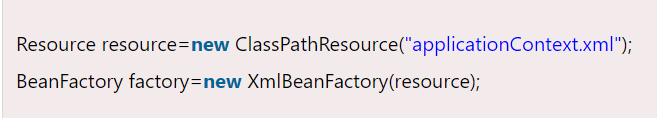 Resource resource=new ClassPathResource("applicationContext.xml");
BeanFactory factory=new XmlBeanFactory(resource);